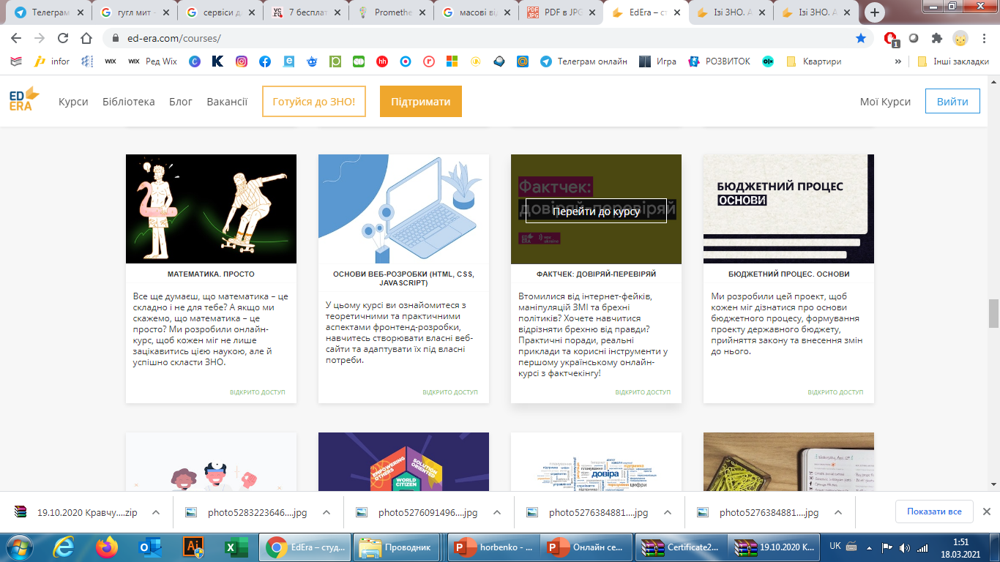 Телеграм
гугл мит -
сервіси д
7 бесплат
Promethe
масові ві
PDF в JPG
EdEra – ст
Ізі ЗНО. А
Ізі ЗНО. А
ed-era.com/courses/
infor
WIX
WIX Ред Wix
Телеграм онлайн
Игра
РОЗВИТОК
olx
Квартири
»
Інші закладки
ED
ERA
Курси
Бібліотека
Блог
Вакансії
Готуйся до ЗНО!
Підтримати
Мої Курси
Вийти
МАТЕМАТИКА. ПРОСТО
Все ще думаєш, що математика – це
складно і не для тебе? А якщо ми
скажемо, що математика – це
просто? Ми розробили онлайн-
курс, щоб кожен міг не лише
зацікавитись цією наукою, але й
успішно скласти ЗНО.
ВІДКРИТО ДОСТУП
ОСНОВИ ВЕБ-РОЗРОБКИ (HTML, CSS,
JAVASCRIPT)
У цьому курсі ви ознайомитеся з
теоретичними та практичними
аспектами фронтенд-розробки,
навчитесь створювати власні веб-
сайти та адаптувати їх під власні
потреби.
ВІДКРИТО ДОСТУП
Фактчек:
довіряй-перевіряй
Перейти до курсу
ФАКТЧЕК: ДОВІРЯЙ-ПЕРЕВІРЯЙ
Втомилися від інтернет-фейків,
маніпуляцій ЗМІ та брехні
політиків? Хочете навчитися
відрізняти брехню від правди?
Практичні поради, реальні
приклади та корисні інструменти у
першому українському онлайн-
курсі з фактчекінгу!
ВІДКРИТО ДОСТУП
БЮДЖЕТНИЙ ПРОЦЕС
ОСНОВИ
БЮДЖЕТНИЙ ПРОЦЕС. ОСНОВИ
Ми розробили цей проект, щоб
кожен міг дізнатися про основи
бюджетного процесу, формування
проекту державного бюджету,
прийняття закону та внесення змін
до нього.
ВІДКРИТО ДОСТУП
EMPOWERING
OTHERS
SOLUTION
ORIENTED
WORLD
CITIZEN
довіра
цифри
19.10.2020 Кравчу....zip
photo5283223646....jpg
photo5276091496....jpg
photo5276384881....jpg
photo5276384881....jpg
Показати все
EdEra – студ...
Проводник
horbenko - ...
Онлайн се...
Certificate2...
19.10.2020 К...
UK
1:51
18.03.2021